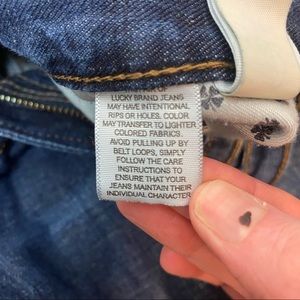 OF
LUCKY BRAND JEANS
MAY HAVE INTENTIONAL
RIPS OR HOLES. COLOR
MAY TRANSFER TO LIGHTER
COLORED FABRICS.
AVOID PULLING UP BY
BELT LOOPS, SIMPLY
FOLLOW THE CARE
INSTRUCTIONS TO
ENSURE THAT YOUR
JEANS MAINTAIN THEIR
INDIVIDUAL CHARACTER